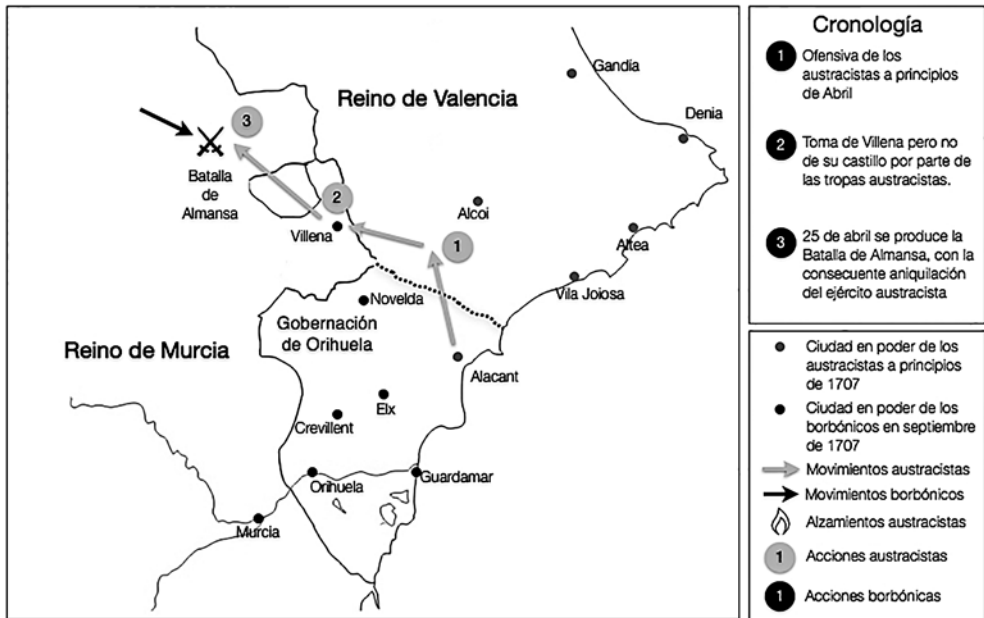 Reino de Valencia
Gandia
Denia
3
Batalla
de
Almansa
2
Villena
Alcoi
1
Altea
Vila Joiosa
Novelda
Gobernación
de Orihuela
Reino de Murcia
Alacant
Elx
Crevillent
Orihuela
Guardamar
Murcia
Cronología
1 Ofensiva de los
austracistas a principios
de Abril
2 Toma de Villena pero no
de su castillo por parte de
las tropas austracistas.
3 25 de abril se produce la
Batalla de Almansa, con la
consecuente aniquilación
del ejército austracista
Ciudad en poder de los
austracistas a principios
de 1707
Ciudad en poder de los
borbónicos en septiembre
de 1707
Movimientos austracistas
Movimientos borbónicos
Alzamientos austracistas
1 Acciones austracistas
1 Acciones borbónicas